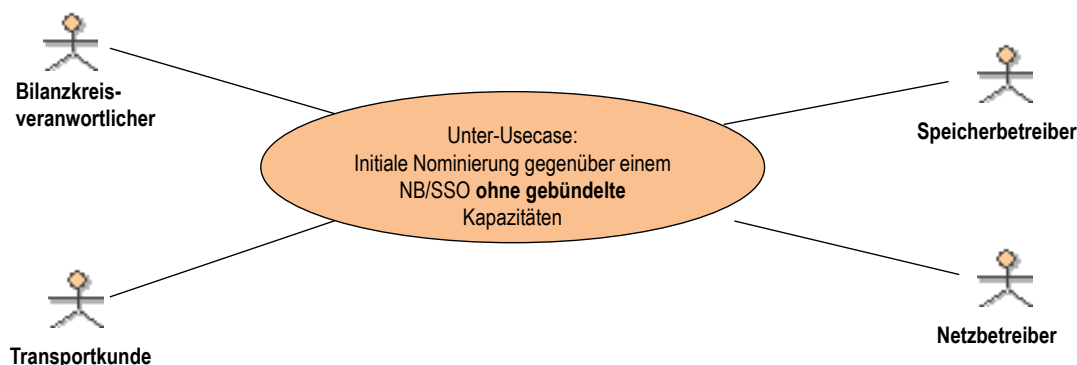 Bilanzkreis-
veranwortlicher
Speicherbetreiber
Unter-Usecase:
Initiale Nominierung gegenüber einem
NB/SSO ohne gebündelte
Kapazitäten
Transportkunde
Netzbetreiber